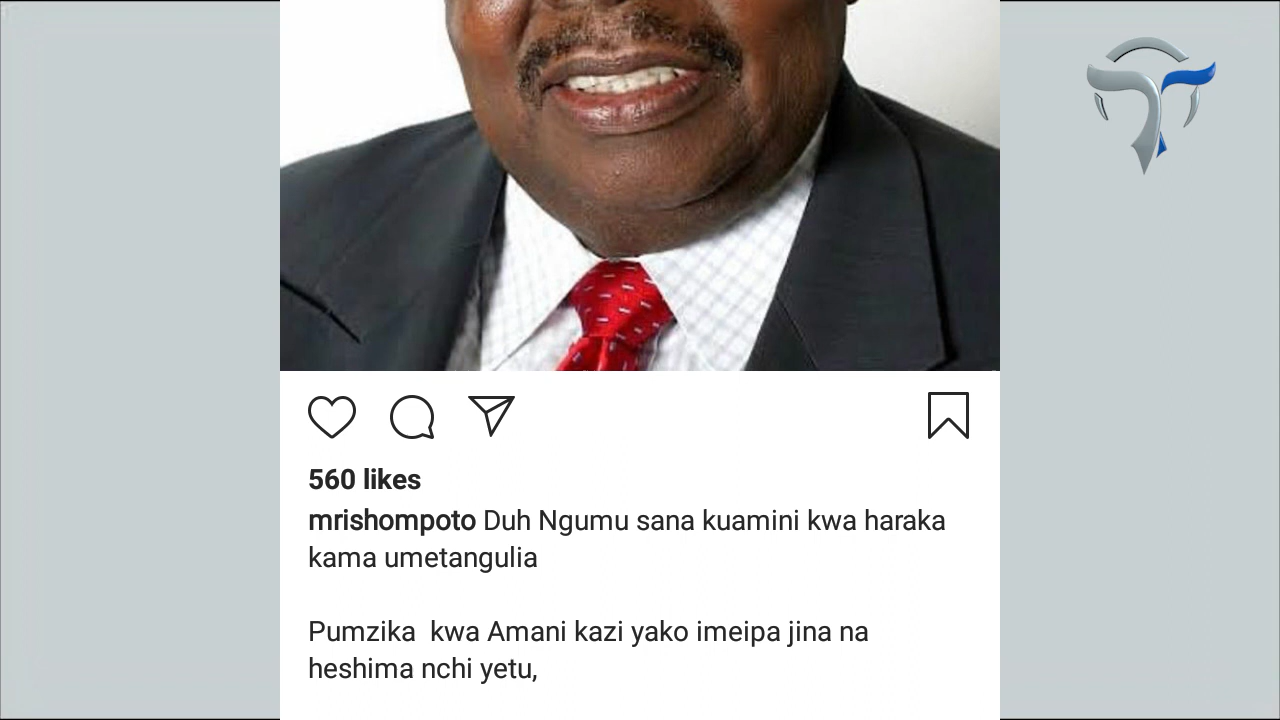 560 likes
mrishompoto Duh Ngumu sana kuamini kwa haraka
kama umetangulia
Pumzika kwa Amani kazi yako imeipa jina na
heshima nchi yetu,